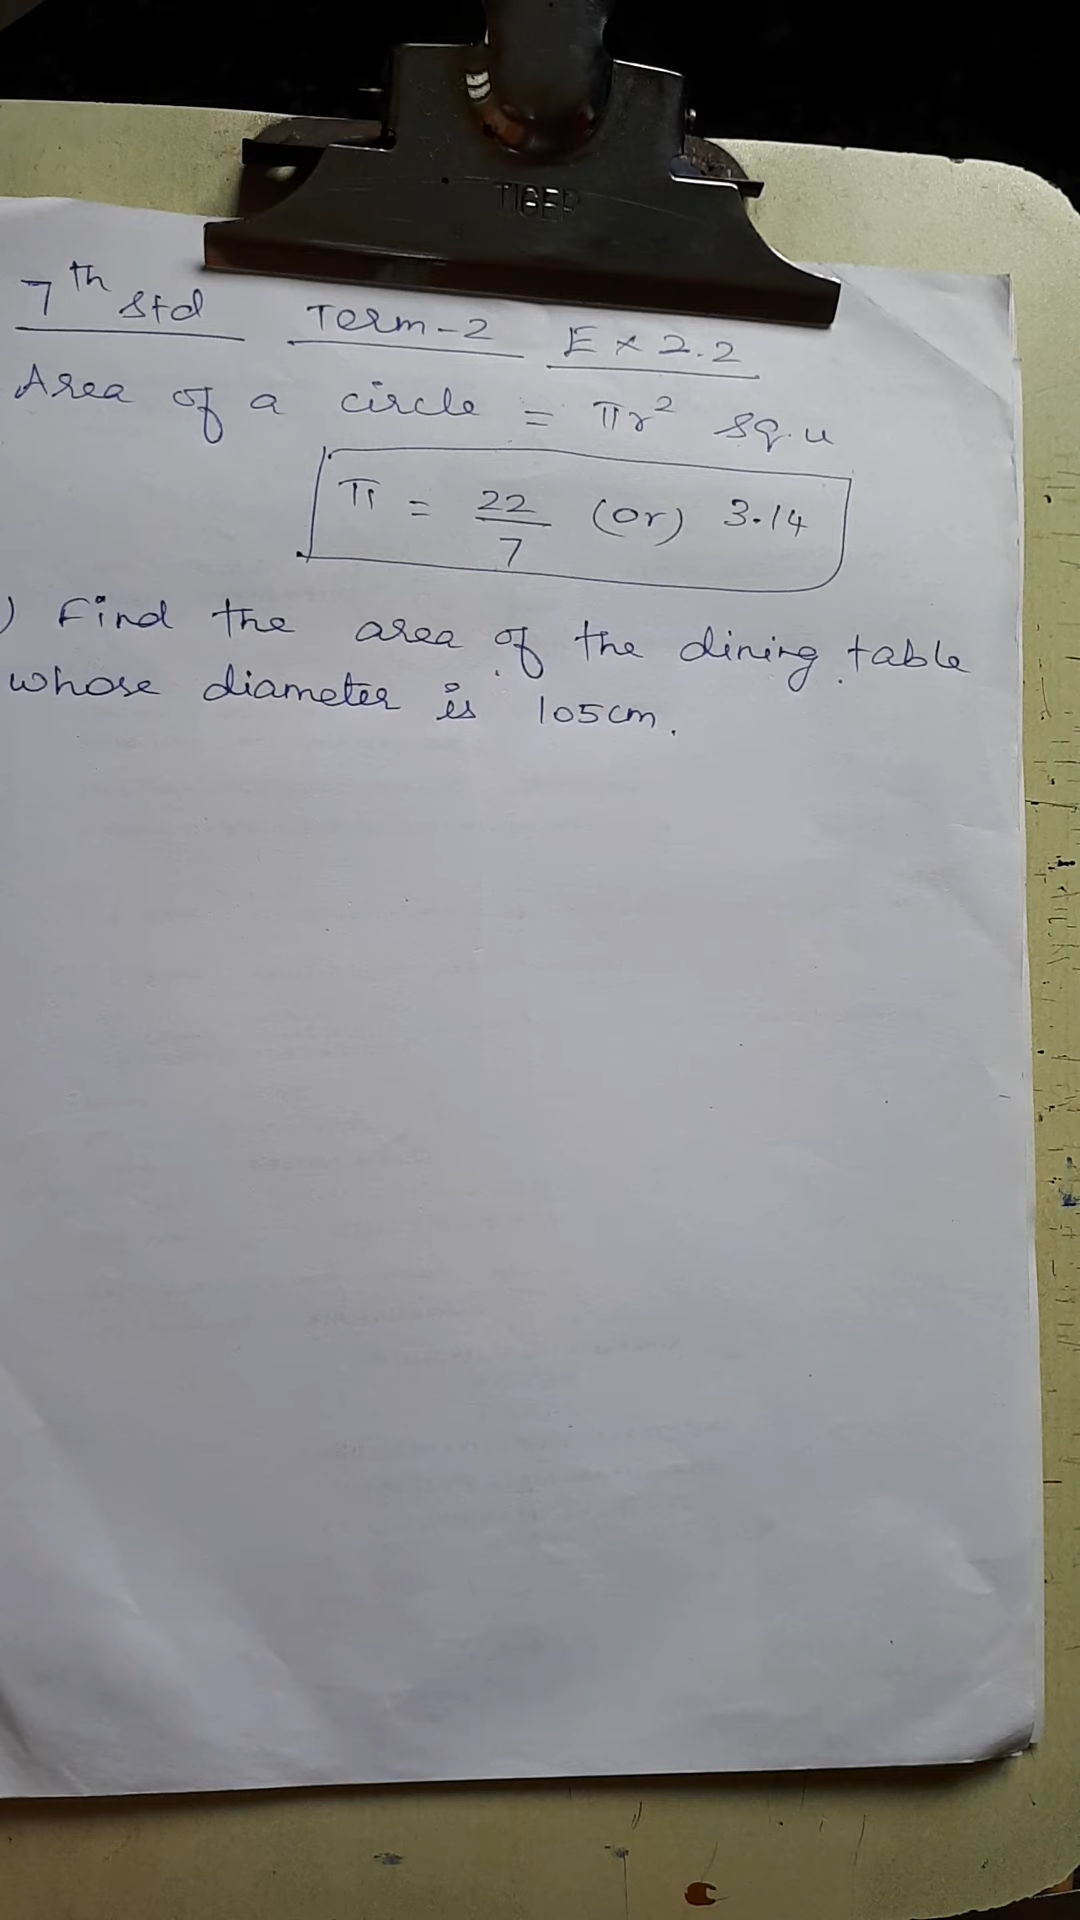 TIGER
7th std Term-2 Ex 2.2
Area of a circle = πr² sq.u
π = 22/7 (or) 3.14
) Find the area of the dining table
whose diameter is 105cm.